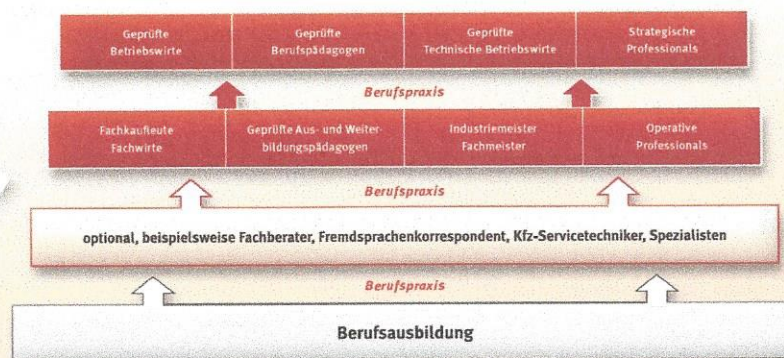 Geprüfte
Betriebswirte
Geprüfte
Berufspädagogen
Geprüfte
Technische Betriebswirte
Strategische
Professionals
Berufspraxis
Fachkaufleute
Fachwirte
Geprüfte Aus- und Weiter-
bildungspädagogen
Industriemeister
Fachmeister
Operative
Professionals
Berufspraxis
optional, beispielsweise Fachberater, Fremdsprachenkorrespondent, Kfz-Servicetechniker, Spezialisten
Berufspraxis
Berufsausbildung